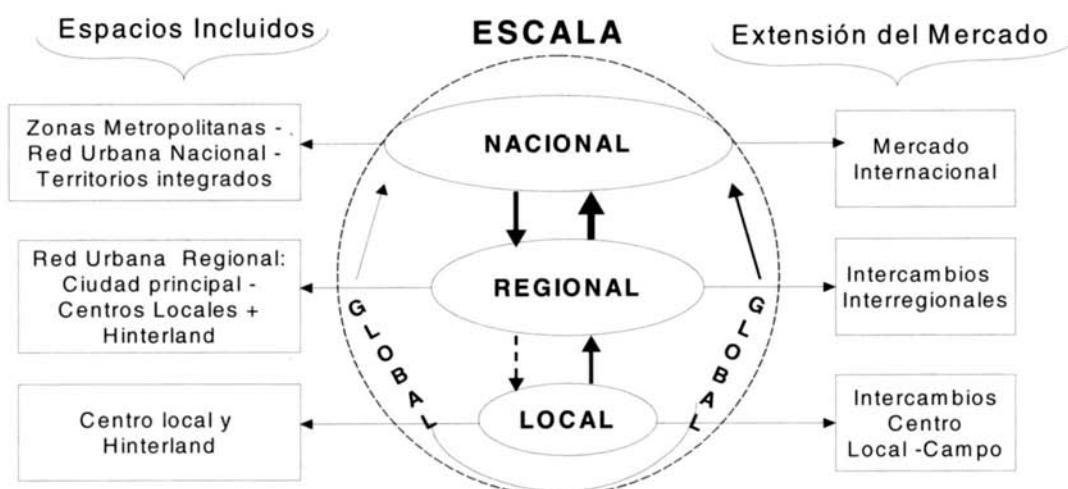 Espacios Incluidos
ESCALA
Extensión del Mercado
Zonas Metropolitanas -
Red Urbana Nacional -
Territorios integrados
NACIONAL
Mercado
Internacional
Red Urbana Regional:
Ciudad principal -
Centros Locales +
Hinterland
REGIONAL
Intercambios
Interregionales
GLOBAL
GLOBAL
Centro local y
Hinterland
LOCAL
Intercambios
Centro
Local -Campo